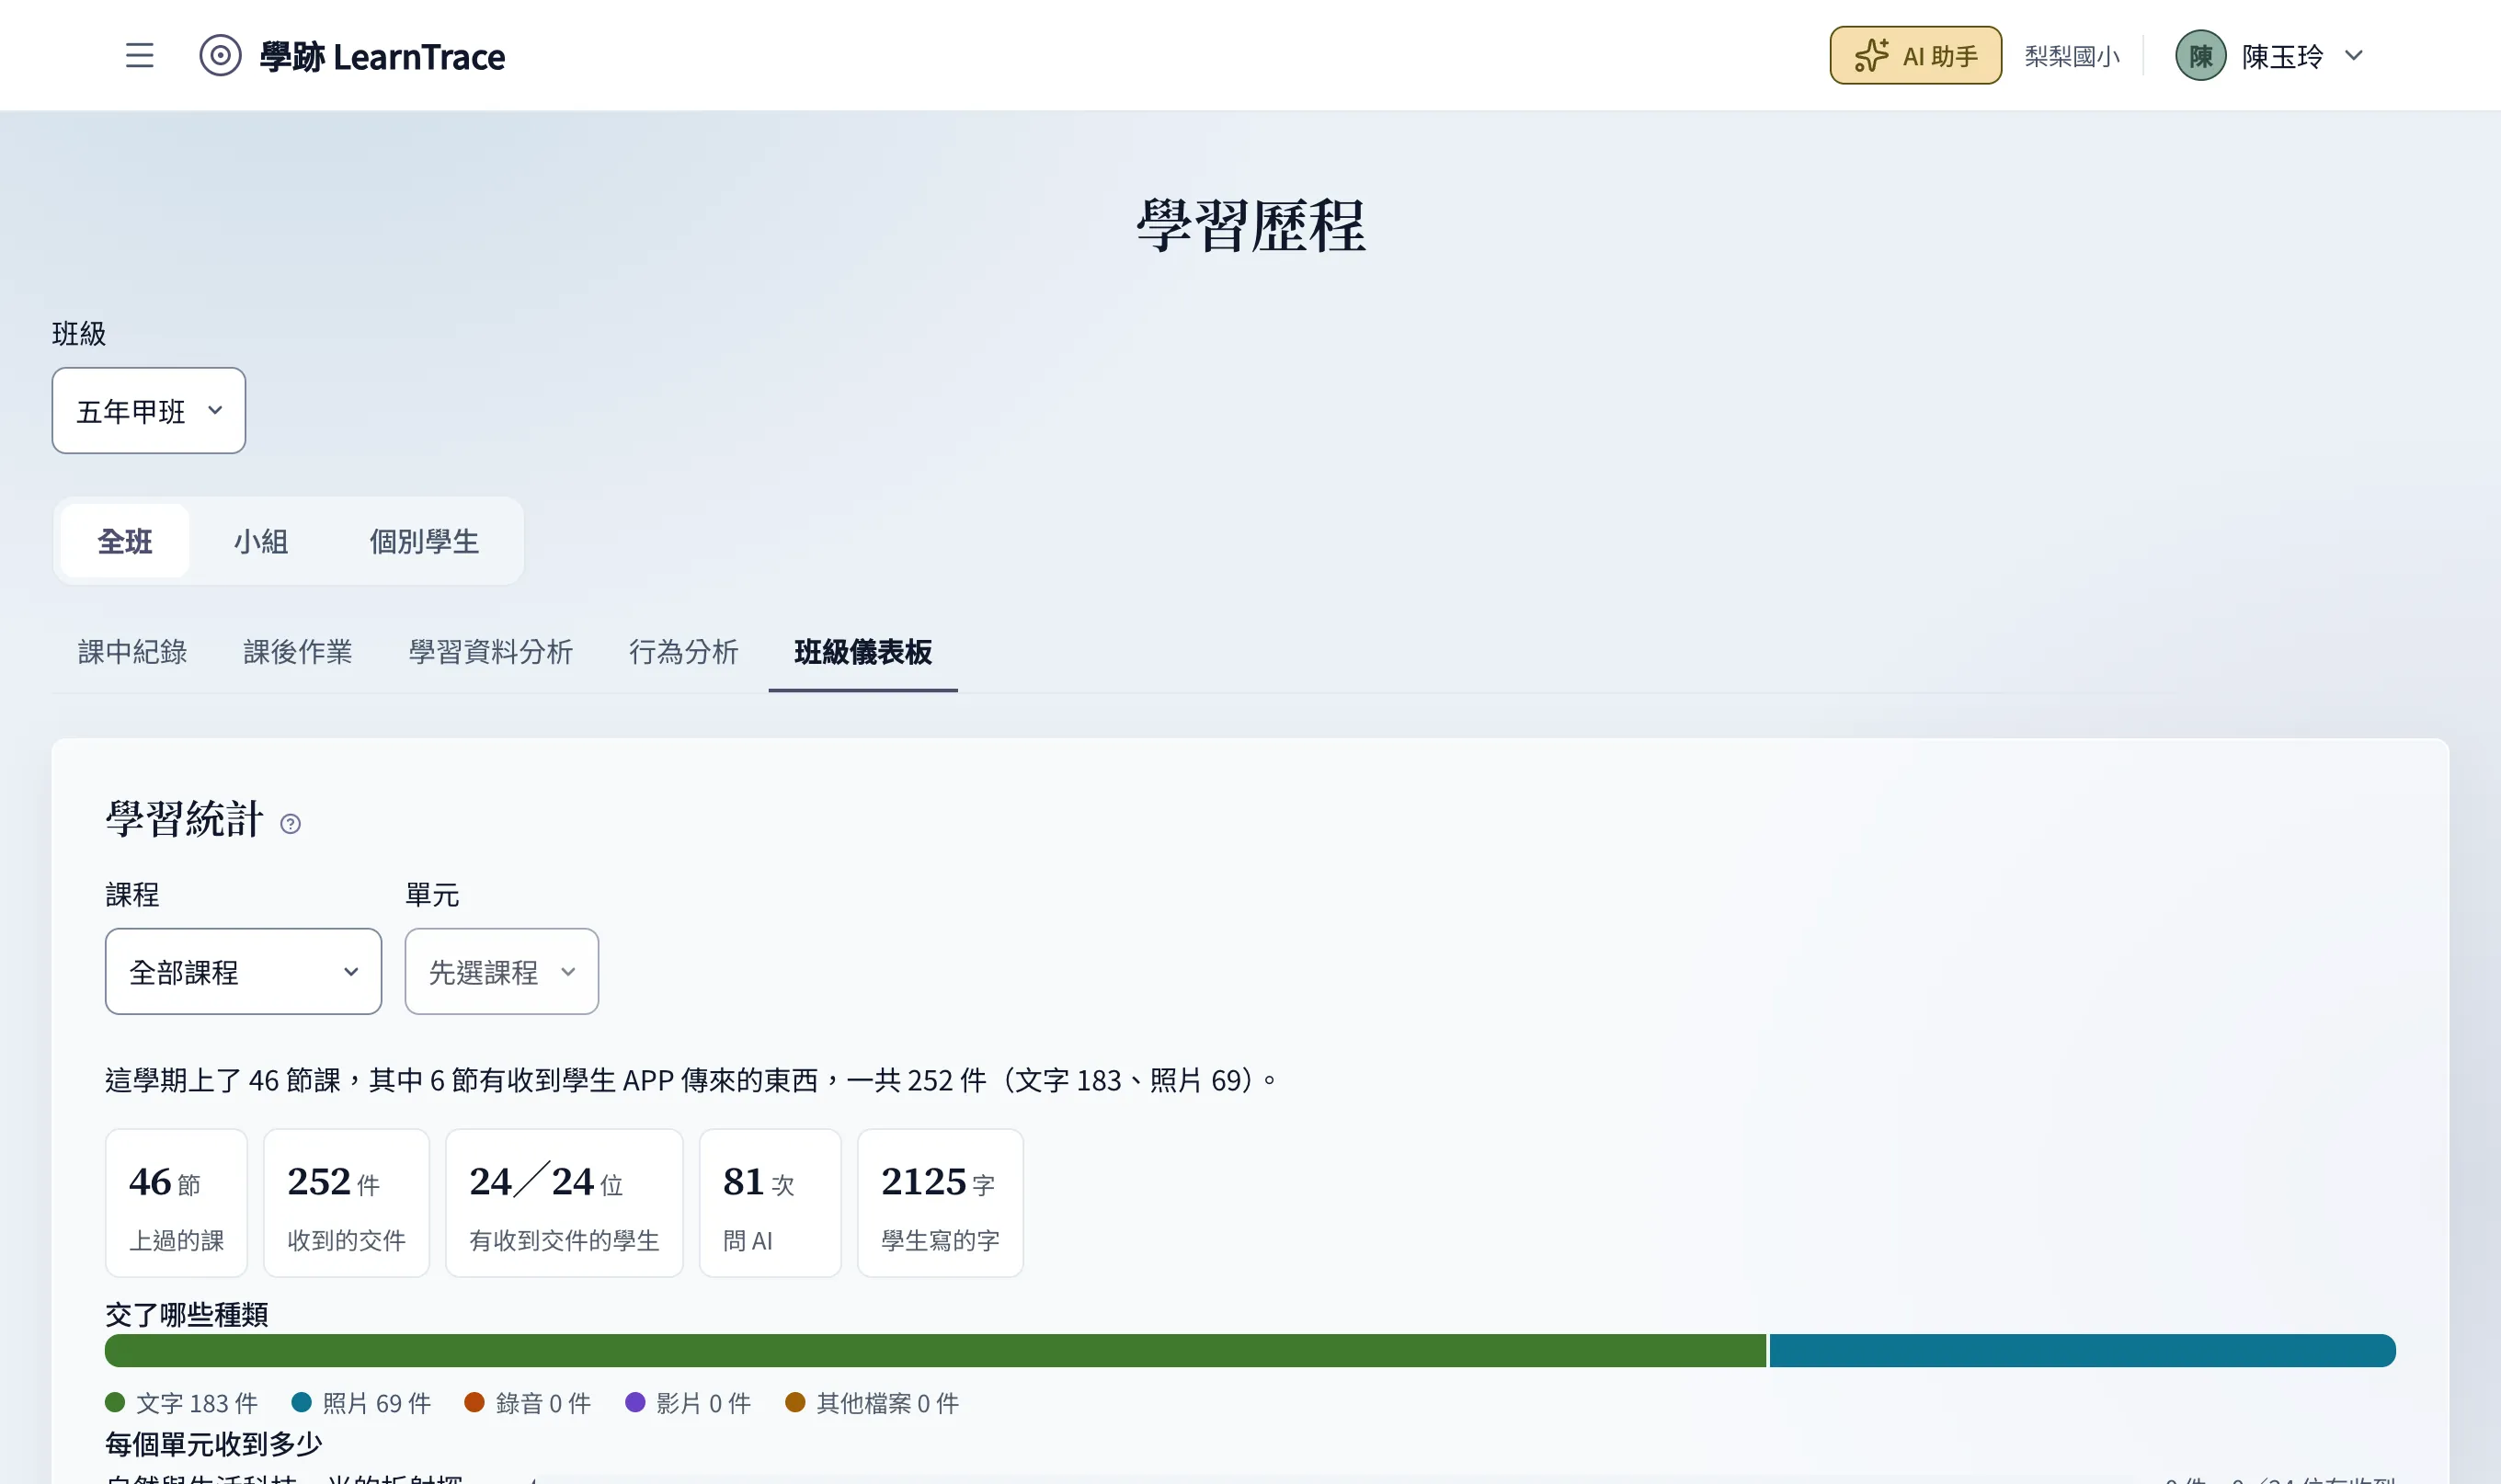 學跡 LearnTrace
AI 助手
梨梨國小
陳
陳玉玲
學習歷程
班級
五年甲班
全班 小組 個別學生
課中紀錄 課後作業 學習資料分析 行為分析 班級儀表板
學習統計 ?
課程 單元
全部課程 先選課程
這學期上了 46 節課，其中 6 節有收到學生 APP 傳來的東西，一共 252 件（文字 183、照片 69）。
46 節 252 件 24／24 位 81 次 2125 字
上過的課 收到的交件 有收到交件的學生 問 AI 學生寫的字
交了哪些種類
文字 183 件 照片 69 件 錄音 0 件 影片 0 件 其他檔案 0 件
每個單元收到多少